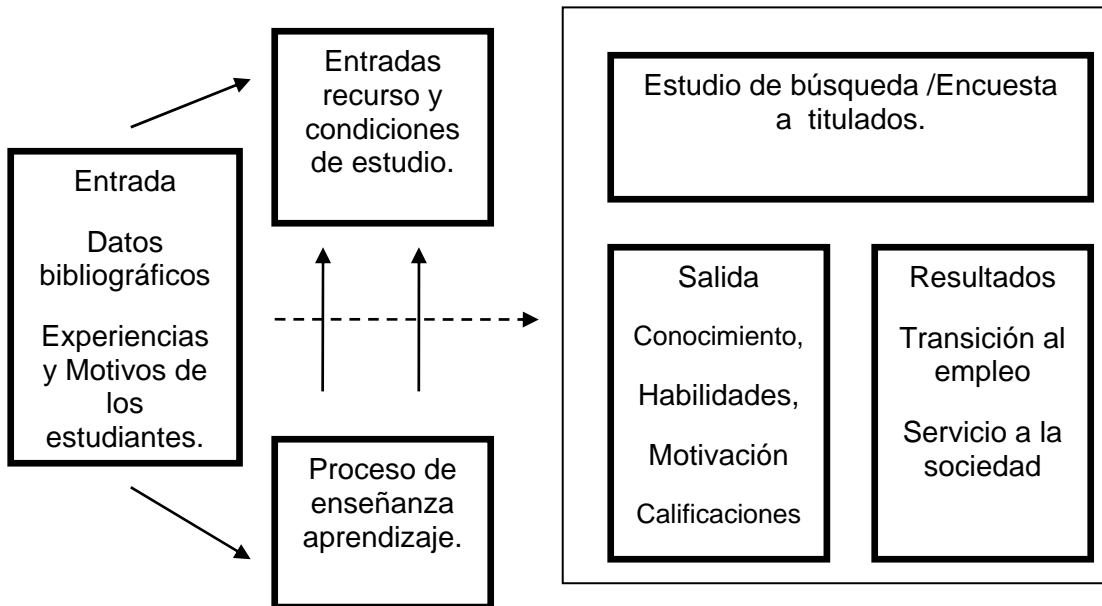 Entrada
Datos
bibliográficos
Experiencias
y Motivos de
los
estudiantes.
Entradas
recurso y
condiciones
de estudio.
Proceso de
enseñanza
aprendizaje.
Estudio de búsqueda /Encuesta
a titulados.
Salida
Conocimiento,
Habilidades,
Motivación
Calificaciones
Resultados
Transición al
empleo
Servicio a la
sociedad